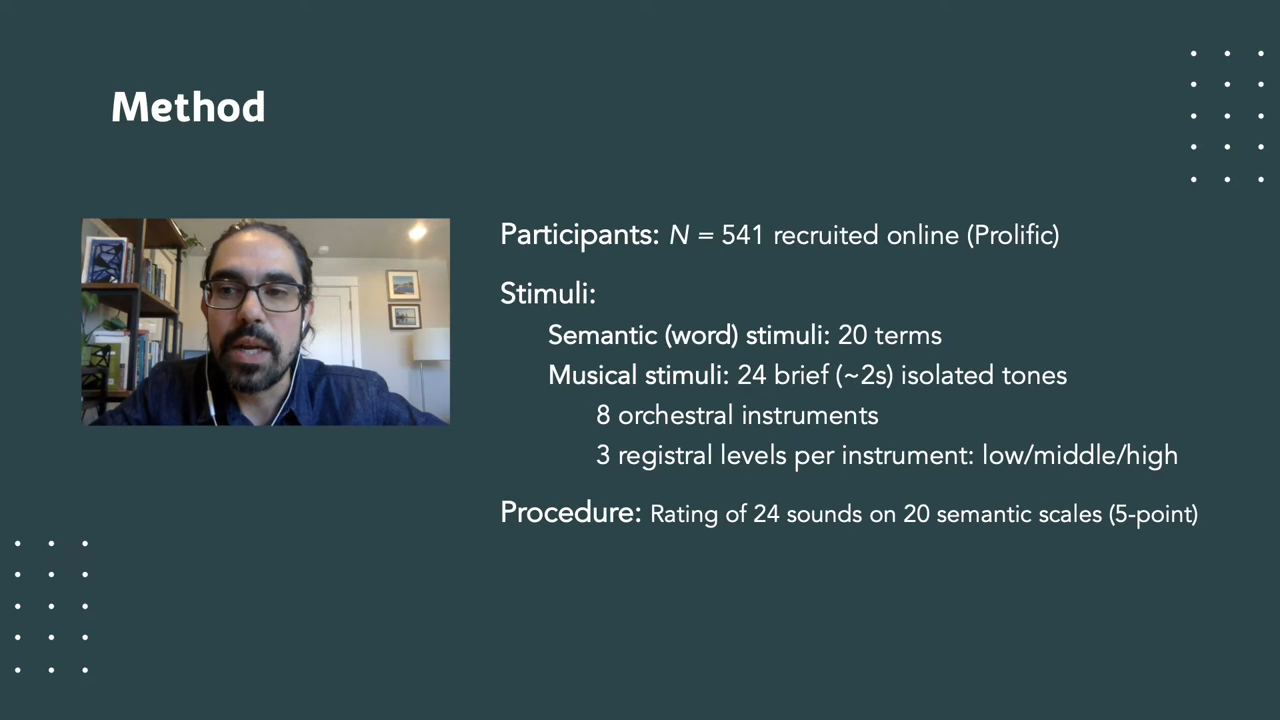 Method
Participants: N = 541 recruited online (Prolific)
Stimuli:
Semantic (word) stimuli: 20 terms
Musical stimuli: 24 brief (~2s) isolated tones
8 orchestral instruments
3 registral levels per instrument: low/middle/high
Procedure: Rating of 24 sounds on 20 semantic scales (5-point)